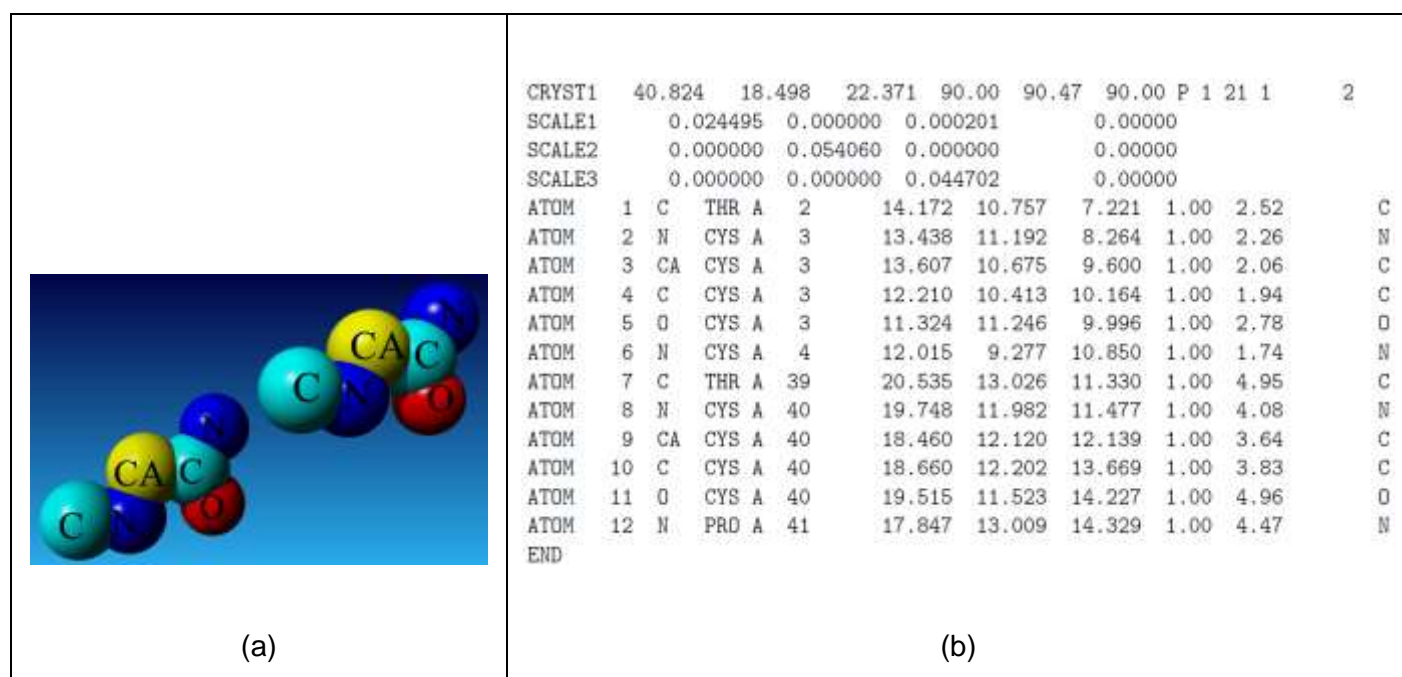 N
CA C
C N O
N
CA C
C N O
(a)
CRYST1 40.824 18.498 22.371 90.00 90.47 90.00 P 1 21 1 2
SCALE1 0.024495 0.000000 0.000201 0.00000
SCALE2 0.000000 0.054060 0.000000 0.00000
SCALE3 0.000000 0.000000 0.044702 0.00000
ATOM 1 C THR A 2 14.172 10.757 7.221 1.00 2.52 C
ATOM 2 N CYS A 3 13.438 11.192 8.264 1.00 2.26 N
ATOM 3 CA CYS A 3 13.607 10.675 9.600 1.00 2.06 C
ATOM 4 C CYS A 3 12.210 10.413 10.164 1.00 1.94 C
ATOM 5 O CYS A 3 11.324 11.246 9.996 1.00 2.78 O
ATOM 6 N CYS A 4 12.015 9.277 10.850 1.00 1.74 N
ATOM 7 C THR A 39 20.535 13.026 11.330 1.00 4.95 C
ATOM 8 N CYS A 40 19.748 11.982 11.477 1.00 4.08 N
ATOM 9 CA CYS A 40 18.460 12.120 12.139 1.00 3.64 C
ATOM 10 C CYS A 40 18.660 12.202 13.669 1.00 3.83 C
ATOM 11 O CYS A 40 19.515 11.523 14.227 1.00 4.96 O
ATOM 12 N PRO A 41 17.847 13.009 14.329 1.00 4.47 N
END
(b)